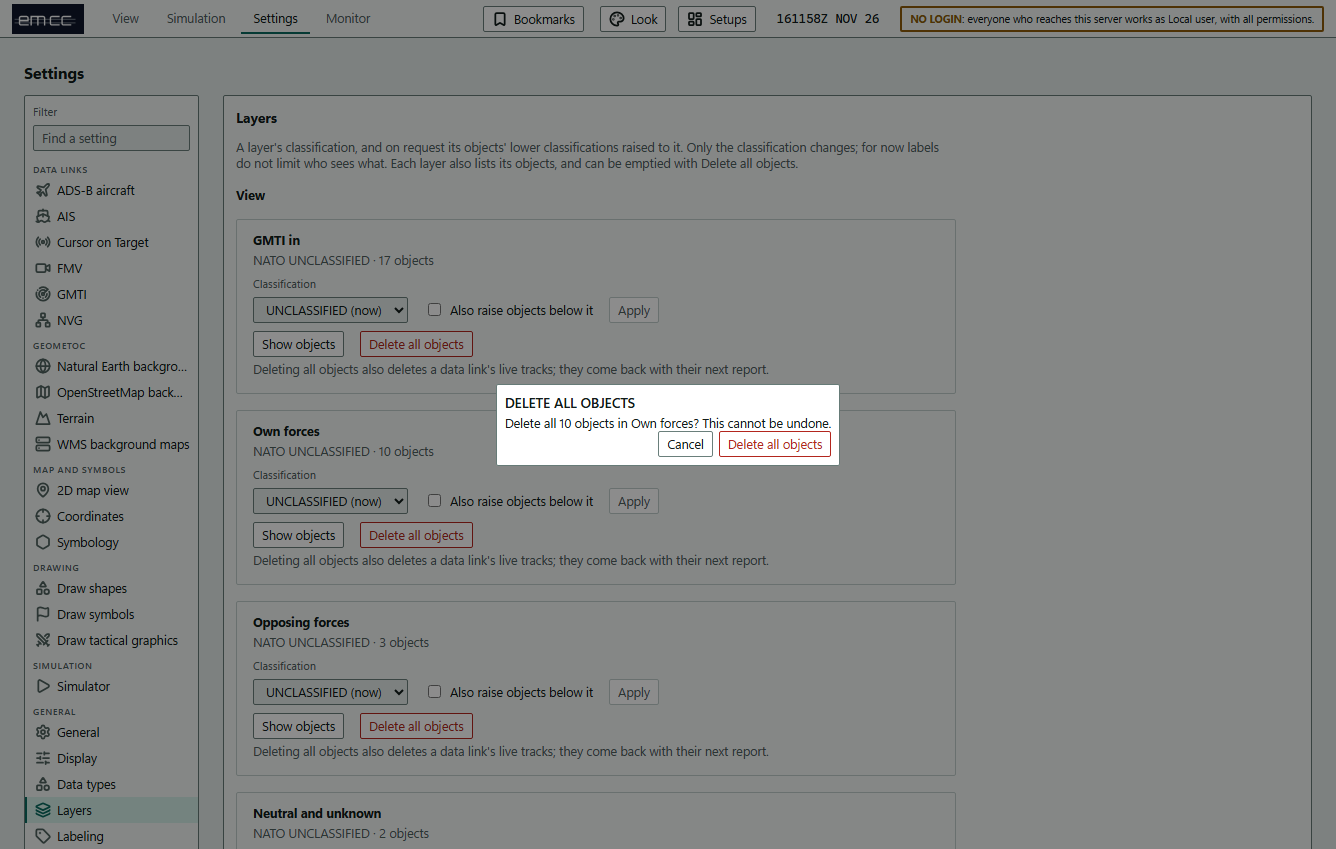 em:cc
View
Simulation
Settings
Monitor
Bookmarks
Look
Setups
161158Z NOV 26
NO LOGIN: everyone who reaches this server works as Local user, with all permissions.
Settings
Filter
Find a setting
DATA LINKS
ADS-B aircraft
AIS
Cursor on Target
FMV
GMTI
NVG
GEOMETOC
Natural Earth backgro...
OpenStreetMap back...
Terrain
WMS background maps
MAP AND SYMBOLS
2D map view
Coordinates
Symbology
DRAWING
Draw shapes
Draw symbols
Draw tactical graphics
SIMULATION
Simulator
GENERAL
General
Display
Data types
Layers
Labeling
Layers
A layer's classification, and on request its objects' lower classifications raised to it. Only the classification changes; for now labels
do not limit who sees what. Each layer also lists its objects, and can be emptied with Delete all objects.
View
GMTI in
NATO UNCLASSIFIED · 17 objects
Classification
UNCLASSIFIED (now)
Also raise objects below it
Apply
Show objects
Delete all objects
Deleting all objects also deletes a data link's live tracks; they come back with their next report.
DELETE ALL OBJECTS
Delete all 10 objects in Own forces? This cannot be undone.
Cancel
Delete all objects
Own forces
NATO UNCLASSIFIED · 10 objects
Classification
UNCLASSIFIED (now)
Also raise objects below it
Apply
Show objects
Delete all objects
Deleting all objects also deletes a data link's live tracks; they come back with their next report.
Opposing forces
NATO UNCLASSIFIED · 3 objects
Classification
UNCLASSIFIED (now)
Also raise objects below it
Apply
Show objects
Delete all objects
Deleting all objects also deletes a data link's live tracks; they come back with their next report.
Neutral and unknown
NATO UNCLASSIFIED · 2 objects